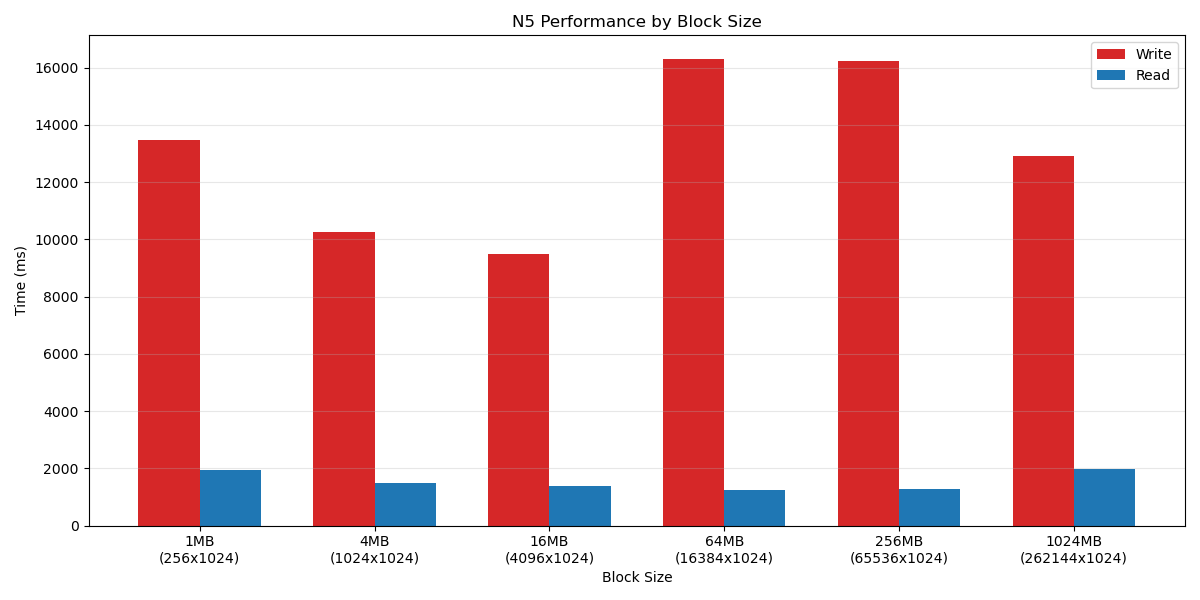 N5 Performance by Block Size
Write
Read
Time (ms)
16000
14000
12000
10000
8000
6000
4000
2000
0
1MB
(256x1024)
4MB
(1024x1024)
16MB
(4096x1024)
64MB
(16384x1024)
256MB
(65536x1024)
1024MB
(262144x1024)
Block Size